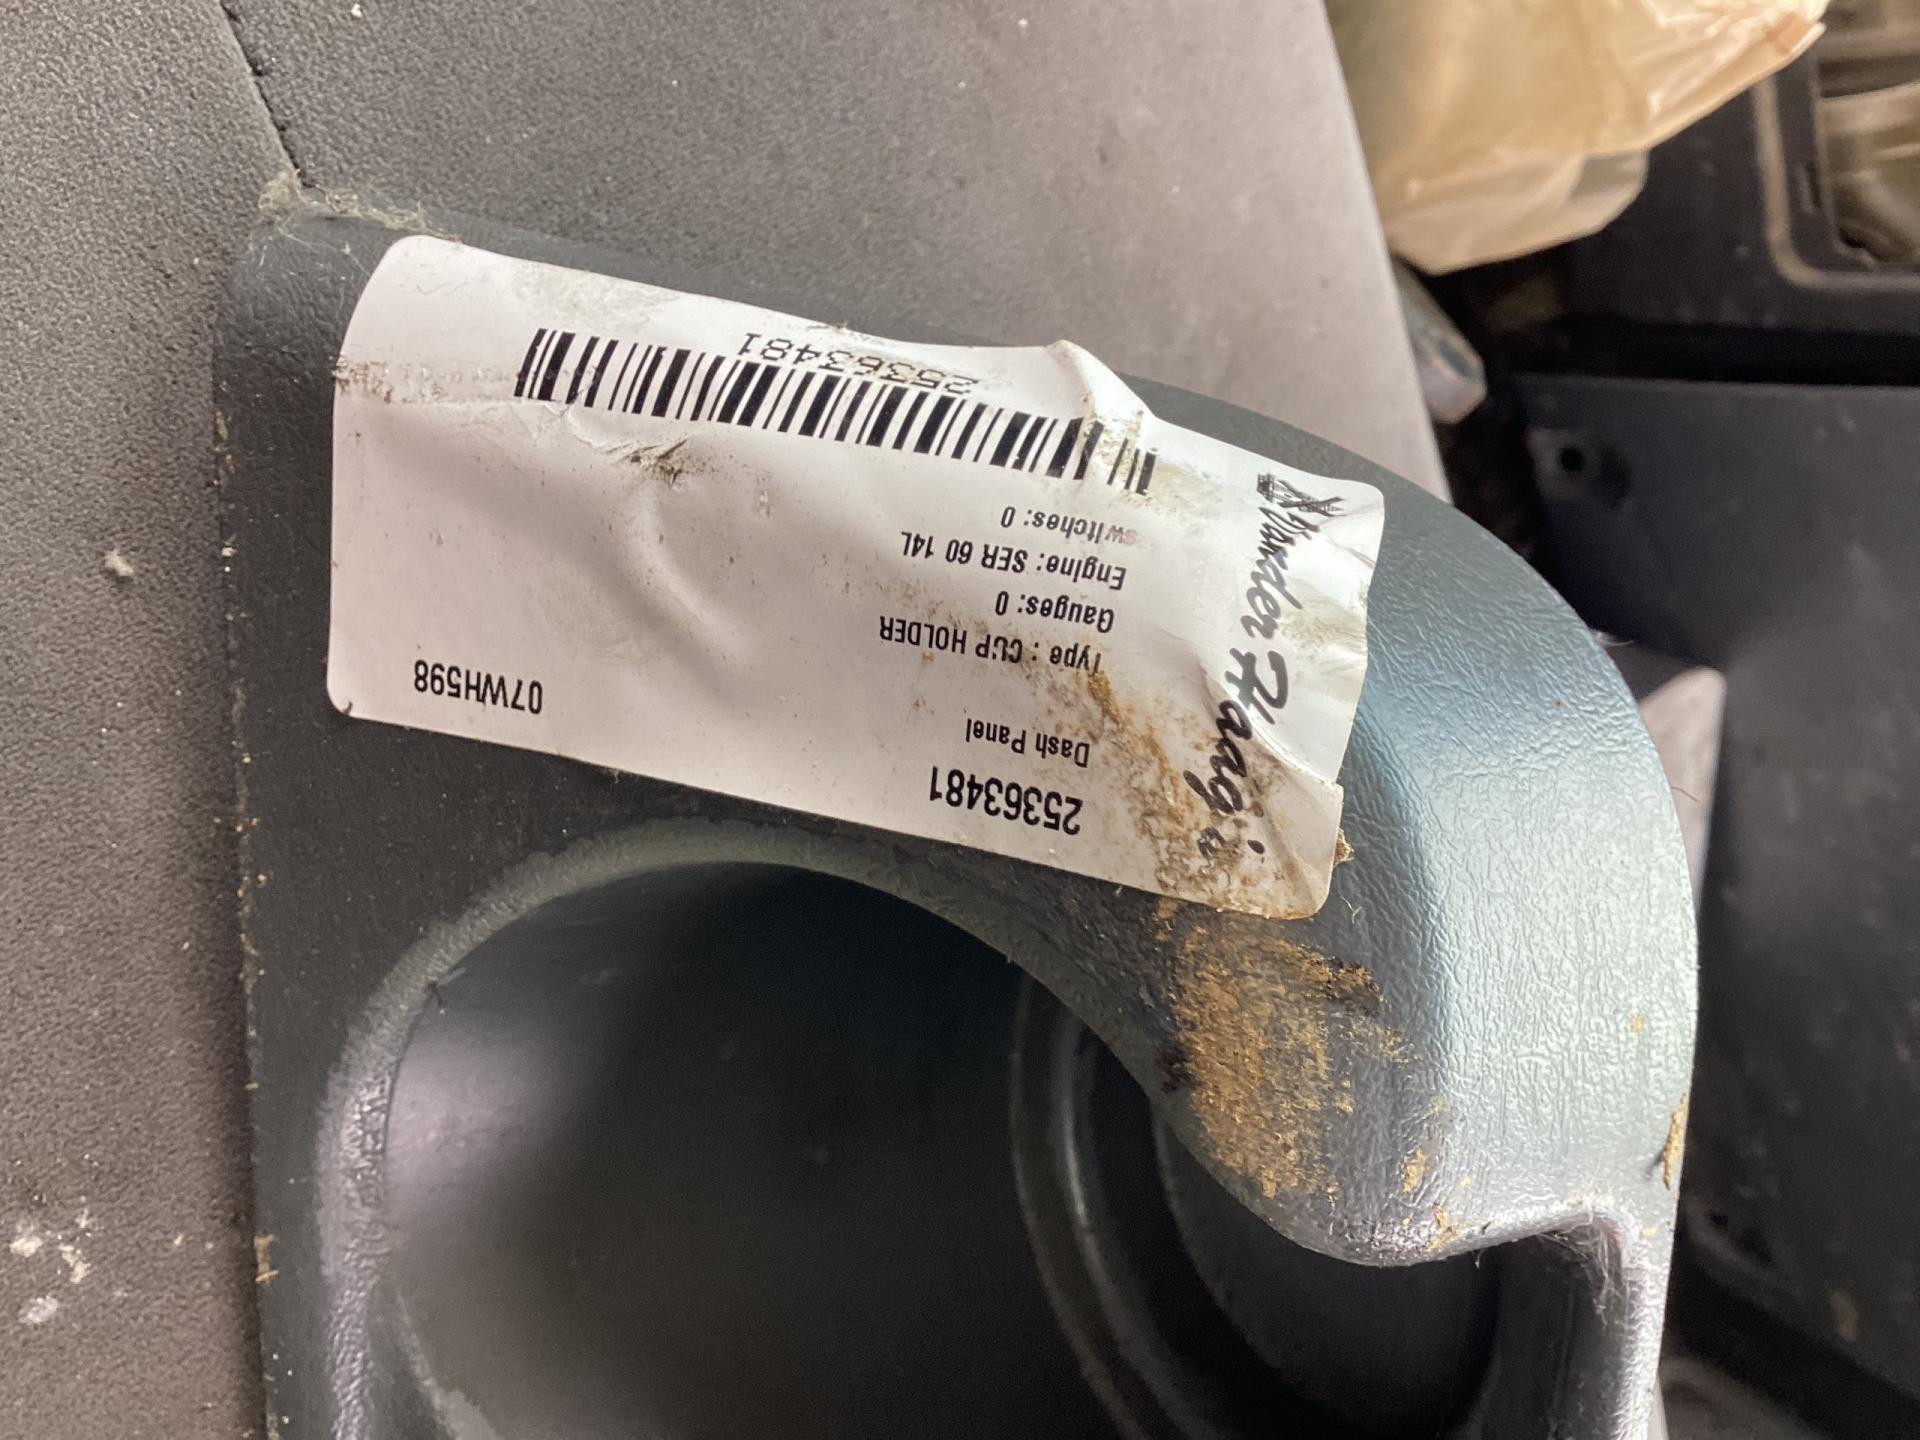 Vander Haag's
25363481
Dash Panel
07WH598
Type : CUP HOLDER
Gauges: 0
Engine: SER 60 14L
switches: 0
25363481